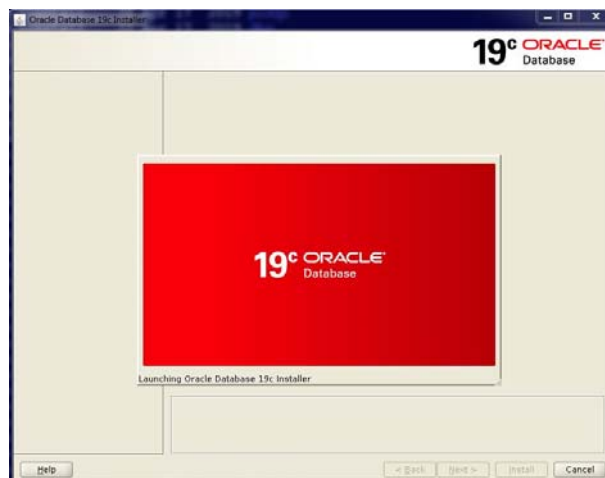 Oracle Database 19c Installer
19c ORACLE
Database
19c ORACLE
Database
Launching Oracle Database 19c Installer
Help
< Back
Next >
Install
Cancel